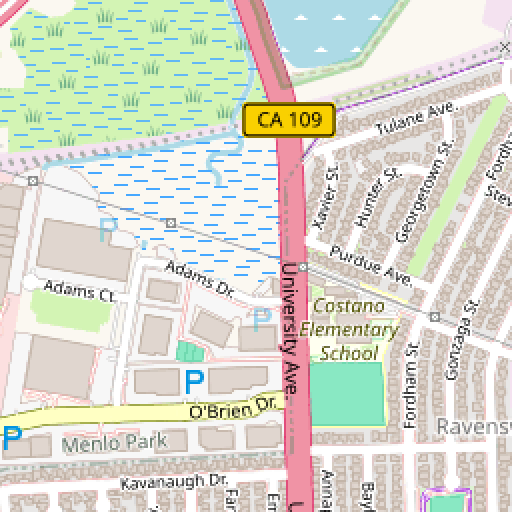 CA 109
Tulane Ave.
Xavier St.
Hunter St.
Georgetown St.
Purdue Ave.
Adams Dr.
Adams Ct.
P
University Ave.
Costano
Elementary
School
P
Gonzaga St.
Fordham St.
P
O'Brien Dr.
P
Menlo Park
Kavanaugh Dr.